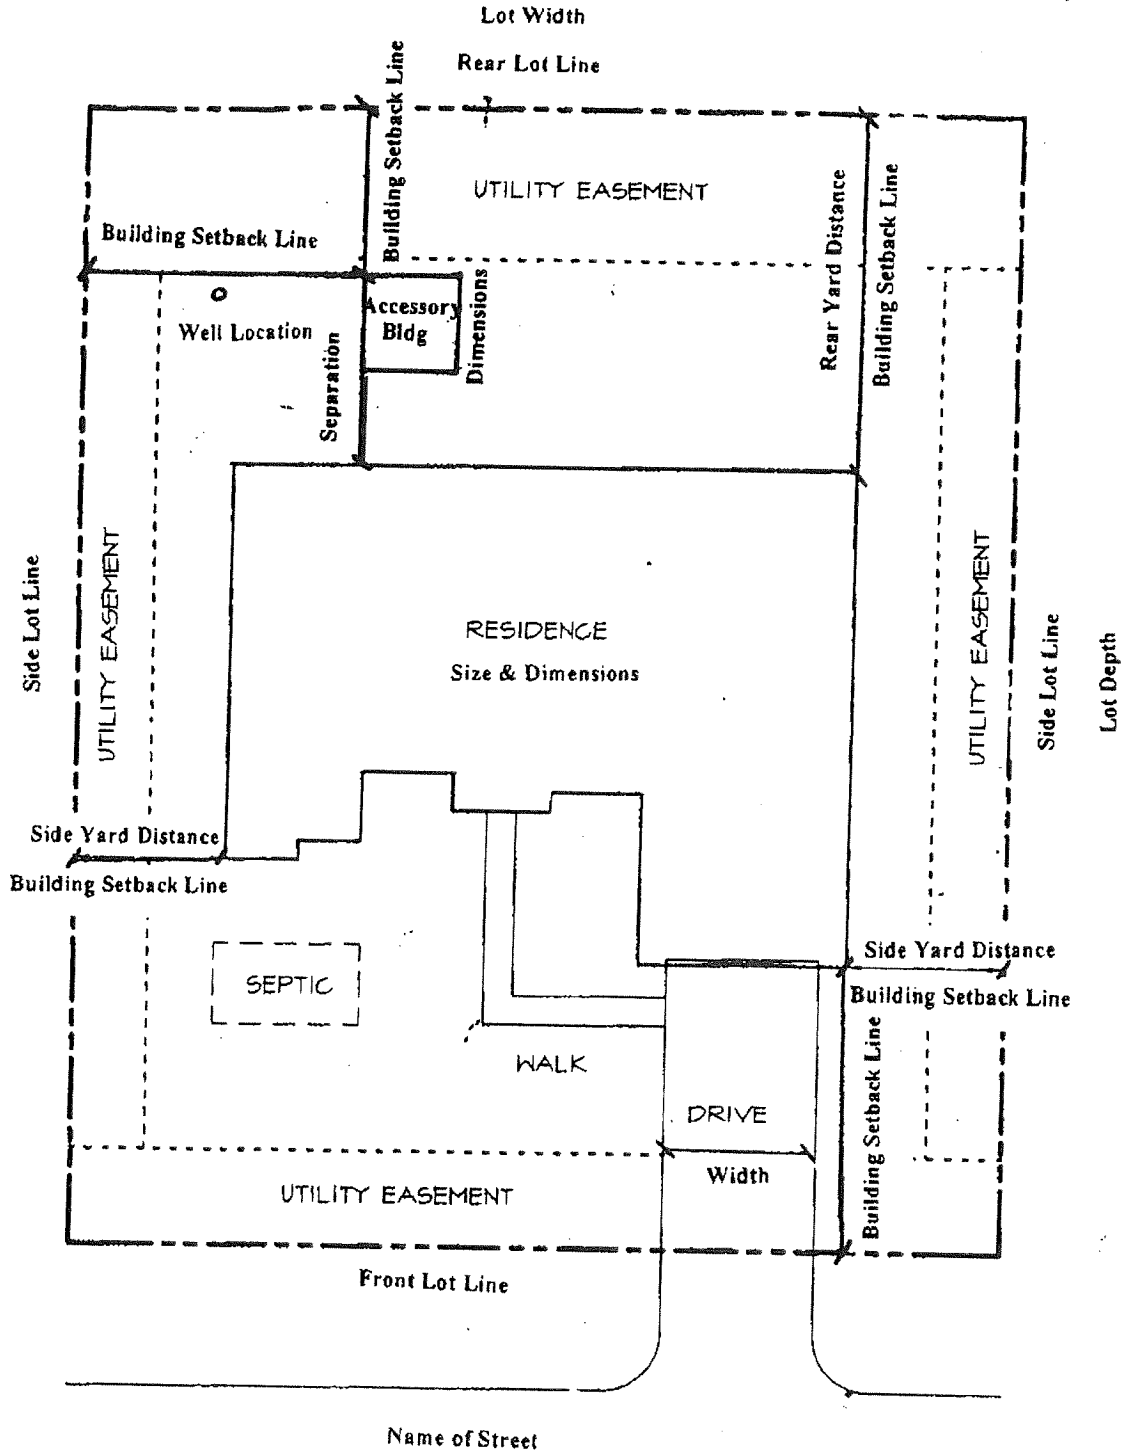 Lot Width
Rear Lot Line
Building Setback Line
UTILITY EASEMENT
Rear Yard Distance
Building Setback Line
Building Setback Line
Well Location
Accessory
Bldg
Dimensions
Separation
Side Lot Line
UTILITY EASEMENT
RESIDENCE
Size & Dimensions
UTILITY EASEMENT
Side Lot Line
Lot Depth
Side Yard Distance
Building Setback Line
SEPTIC
WALK
DRIVE
Width
Side Yard Distance
Building Setback Line
Building Setback Line
UTILITY EASEMENT
Front Lot Line
Name of Street